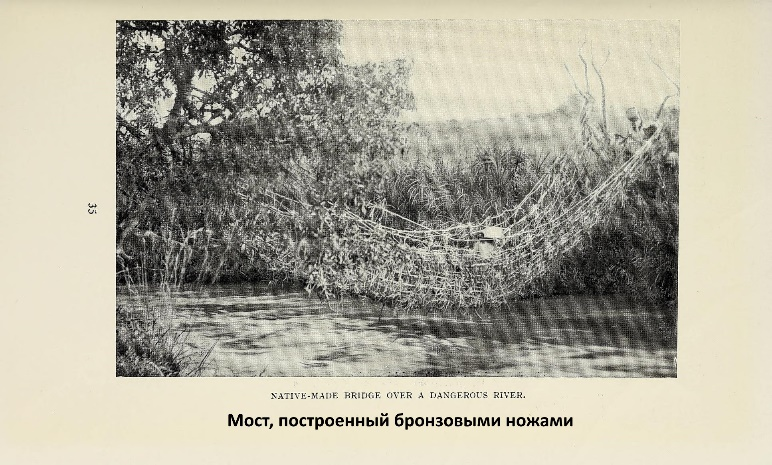 35
NATIVE-MADE BRIDGE OVER A DANGEROUS RIVER.
Мост, построенный бронзовыми ножами